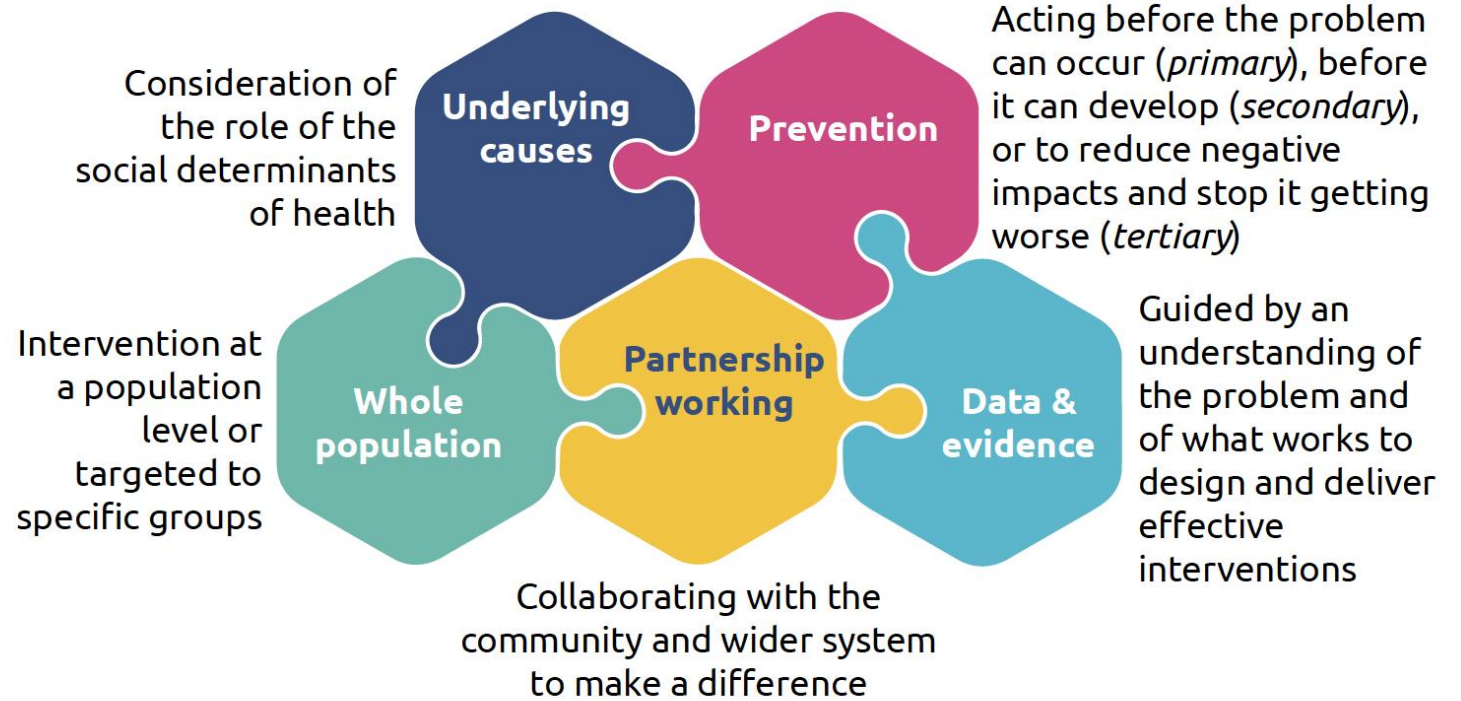 Consideration of
the role of the
social determinants
of health
Underlying
causes
Prevention
Acting before the problem
can occur (primary), before
it can develop (secondary),
or to reduce negative
impacts and stop it getting
worse (tertiary)
Intervention at
a population
level or
targeted to
specific groups
Whole
population
Partnership
working
Data &
evidence
Guided by an
understanding of
the problem and
of what works to
design and deliver
effective
interventions
Collaborating with the
community and wider system
to make a difference